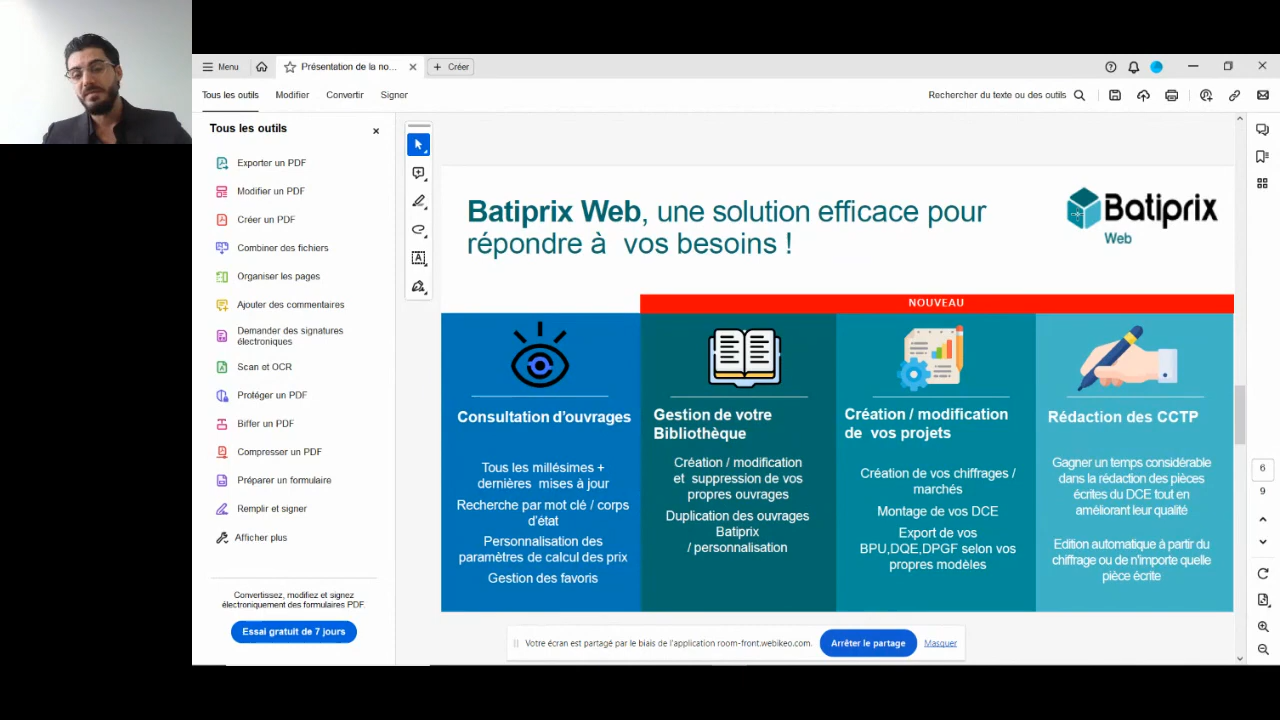 Menu
Présentation de la no...
Créer
Tous les outils
Modifier
Convertir
Signer
Rechercher du texte ou des outils
Tous les outils
Exporter un PDF
Modifier un PDF
Créer un PDF
Combiner des fichiers
Organiser les pages
Ajouter des commentaires
Demander des signatures
électroniques
Scan et OCR
Protéger un PDF
Biffer un PDF
Compresser un PDF
Préparer un formulaire
Remplir et signer
Afficher plus
Convertissez, modifiez et signez
électroniquement des formulaires PDF.
Essai gratuit de 7 jours
Batiprix Web, une solution efficace pour
répondre à vos besoins !
Batiprix
Web
NOUVEAU
Consultation d'ouvrages
Tous les millésimes +
dernières mises à jour
Recherche par mot clé / corps
d'état
Personnalisation des
paramètres de calcul des prix
Gestion des favoris
Gestion de votre
Bibliothèque
Création / modification
et suppression de vos
propres ouvrages
Duplication des ouvrages
Batiprix
/ personnalisation
Création / modification
de vos projets
Création de vos chiffrages /
marchés
Montage de vos DCE
Export de vos
BPU,DQE,DPGF selon vos
propres modèles
Rédaction des CCTP
Gagner un temps considérable
dans la rédaction des pièces
écrites du DCE tout en
améliorant leur qualité
Edition automatique à partir du
chiffrage ou de n'importe quelle
pièce écrite
6
9
Votre écran est partagé par le biais de l'application room-front.webikeo.com.
Arrêter le partage
Masquer